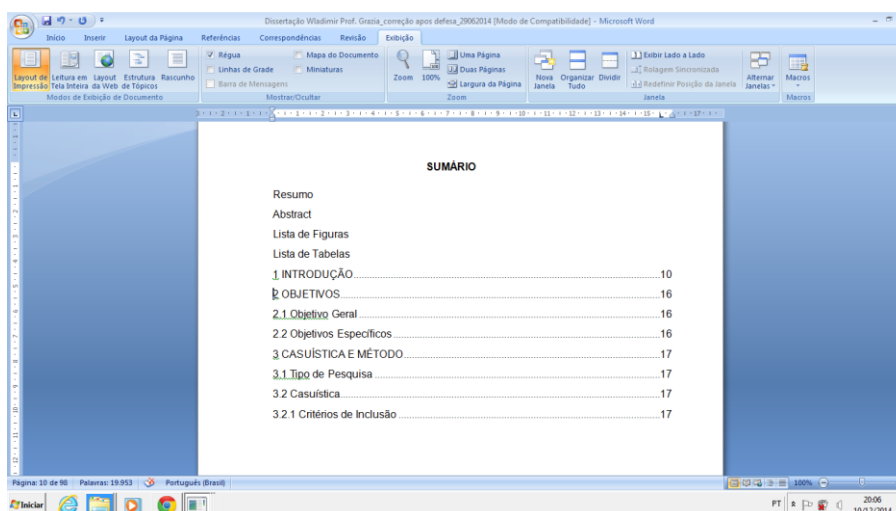 Dissertação Wladimir Prof. Grazia_correção apos defesa_29062014 [Modo de Compatibilidade] - Microsoft Word
Início Inserir Layout da Página Referências Correspondências Revisão Exibição
Layout de Impressão Leitura em Tela Inteira Layout da Web Estrutura de Tópicos Rascunho
Modos de Exibição de Documento
Régua Mapa do Documento
Linhas de Grade Miniaturas
Barra de Mensagens
Mostrar/Ocultar
Zoom 100% Uma Página
Duas Páginas
Largura da Página
Zoom
Nova Janela Organizar Tudo Dividir
Exibir Lado a Lado
Rolagem Sincronizada
Redefinir Posição da Janela
Alternar Janelas
Janela
Macros
Macros
SUMÁRIO
Resumo
Abstract
Lista de Figuras
Lista de Tabelas
1 INTRODUÇÃO 10
2 OBJETIVOS 16
2.1 Objetivo Geral 16
2.2 Objetivos Específicos 16
3 CASUÍSTICA E MÉTODO 17
3.1 Tipo de Pesquisa 17
3.2 Casuística 17
3.2.1 Critérios de Inclusão 17
Página: 10 de 98 Palavras: 19.953 Português (Brasil) 100%
Iniciar PT 20:06
10/12/2014